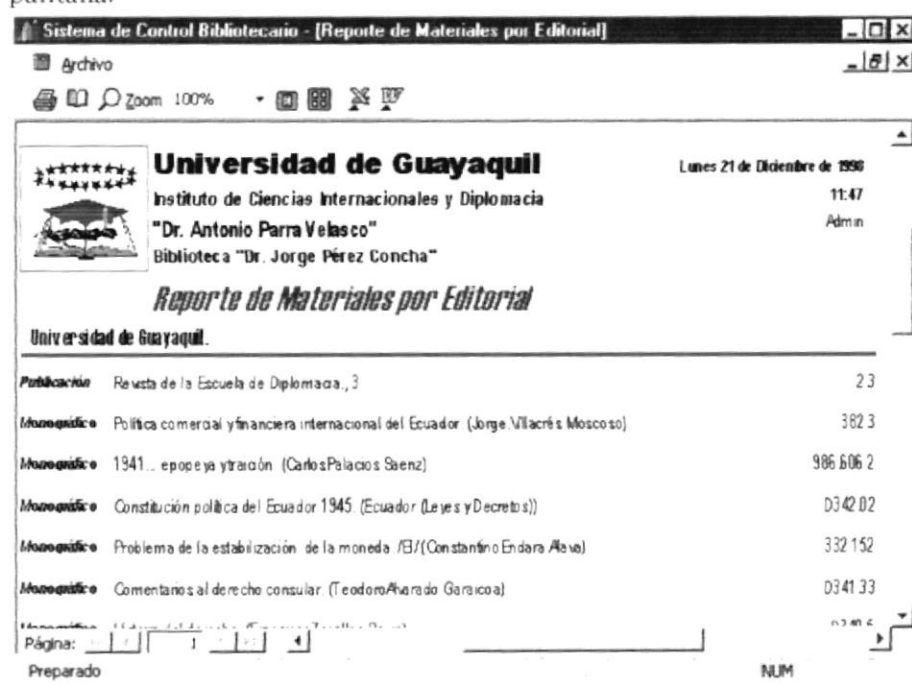 pantalla.
Sistema de Control Bibliotecario - [Reporte de Materiales por Editorial]
Archivo
Zoom 100%
Universidad de Guayaquil
Lunes 21 de Diciembre de 1998
Instituto de Ciencias Internacionales y Diplomacia
11:47
"Dr. Antonio Parra Velasco"
Admin
Biblioteca "Dr. Jorge Pérez Concha"
Reporte de Materiales por Editorial
Universidad de Guayaquil.
Publicación Revista de la Escuela de Diplomacia., 3 2 3
Monográfico Política comercial y financiera internacional del Ecuador. (Jorge.Villacrés Moscoso) 382 3
Monográfico 1941... epopeya y traición. (Carlos Palacios Saenz) 986.606 2
Monográfico Constitución política del Ecuador 1945. (Ecuador (Leyes y Decretos)) D342 02
Monográfico Problema de la estabilización de la moneda. /El/ (Constantino Endara Alava) 332 152
Monográfico Comentarios al derecho consular. (Teodoro Alvarado Garaicoa) D341 33
Página: 1
Preparado NUM